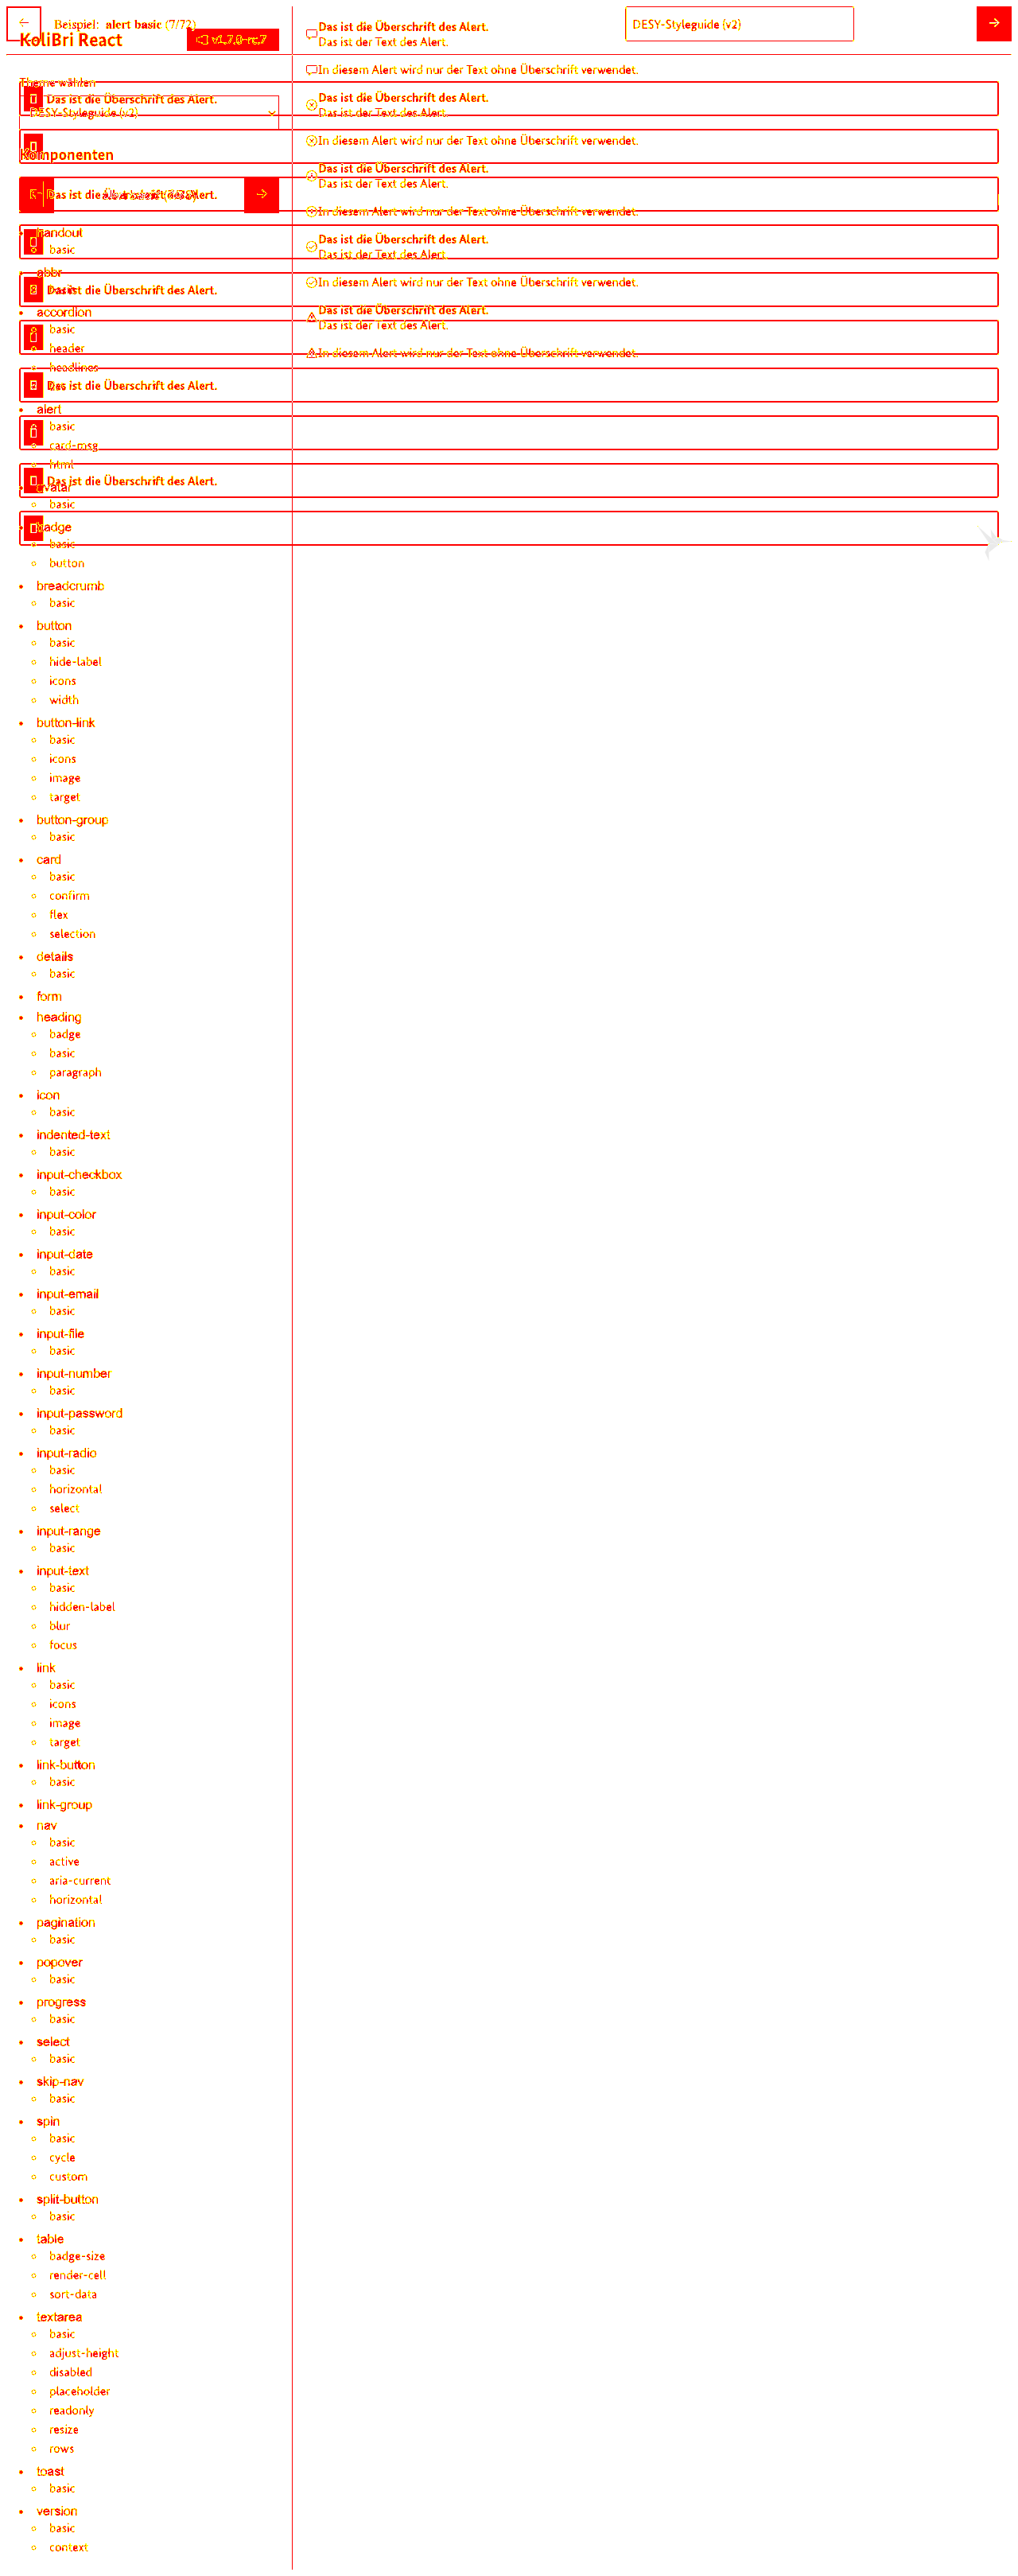 Beispiel: alert basic (7/72)
DESY-Styleguide (v2)
KoliBri React
v1.7.0-rc.7
Das ist die Überschrift des Alert.
Das ist der Text des Alert.
In diesem Alert wird nur der Text ohne Überschrift verwendet.
Theme wählen
Das ist die Überschrift des Alert.
DESY-Styleguide (v2)
Das ist die Überschrift des Alert.
Das ist der Text des Alert.
In diesem Alert wird nur der Text ohne Überschrift verwendet.
Komponenten
Das ist die Überschrift des Alert.
Das ist der Text des Alert.
Das ist die Überschrift des Alert.
In diesem Alert wird nur der Text ohne Überschrift verwendet.
handout
basic
Das ist die Überschrift des Alert.
Das ist der Text des Alert.
abbr
In diesem Alert wird nur der Text ohne Überschrift verwendet.
Das ist die Überschrift des Alert.
basic
accordion
basic
header
headlines
Das ist die Überschrift des Alert.
Das ist der Text des Alert.
In diesem Alert wird nur der Text ohne Überschrift verwendet.
Das ist die Überschrift des Alert.
alert
basic
card-msg
html
Das ist die Überschrift des Alert.
avatar
basic
badge
basic
button
breadcrumb
basic
button
basic
hide-label
icons
width
button-link
basic
icons
image
target
button-group
basic
card
basic
confirm
flex
selection
details
basic
form
heading
badge
basic
paragraph
icon
basic
indented-text
basic
input-checkbox
basic
input-color
basic
input-date
basic
input-email
basic
input-file
basic
input-number
basic
input-password
basic
input-radio
basic
horizontal
select
input-range
basic
input-text
basic
hidden-label
blur
focus
link
basic
icons
image
target
link-button
basic
link-group
nav
basic
active
aria-current
horizontal
pagination
basic
popover
basic
progress
basic
select
basic
skip-nav
basic
spin
basic
cycle
custom
split-button
basic
table
badge-size
render-cell
sort-data
textarea
basic
adjust-height
disabled
placeholder
readonly
resize
rows
toast
basic
version
basic
context